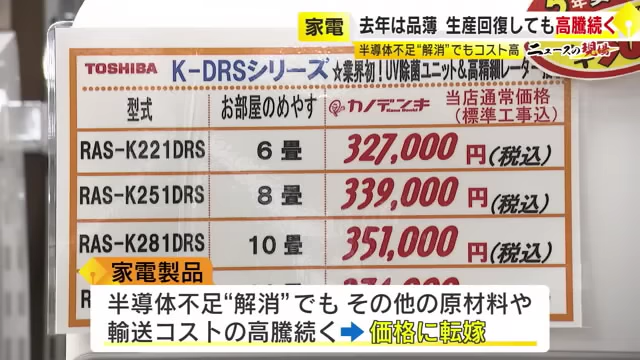 家電 去年は品薄 生産回復しても高騰続く
半導体不足“解消”でもコスト高 ニュースの現場
TOSHIBA K-DRSシリーズ ☆業界初！UV除菌ユニット&高精細レーダー
型式 お部屋のめやす カノデンキ 当店通常価格
(標準工事込)
RAS-K221DRS 6畳 327,000円(税込)
RAS-K251DRS 8畳 339,000円(税込)
RAS-K281DRS 10畳 351,000円(税込)
家電製品
半導体不足“解消”でも その他の原材料や
輸送コストの高騰続く➡価格に転嫁